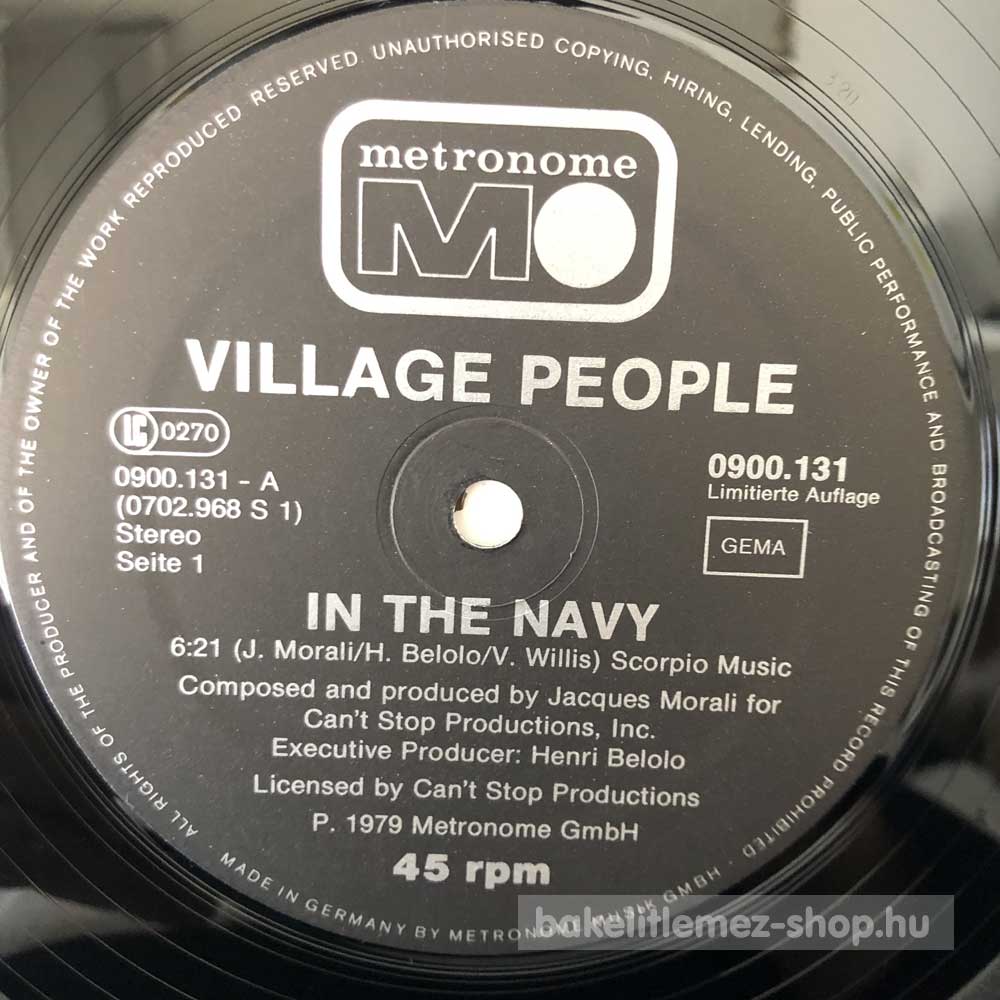 ALL RIGHTS OF THE PRODUCER AND OF THE OWNER OF THE WORK REPRODUCED RESERVED. UNAUTHORISED COPYING, HIRING, LENDING, PUBLIC PERFORMANCE AND BROADCASTING OF THIS RECORD PROHIBITED ·
320
metronome
MO
VILLAGE PEOPLE
LC 0270
0900.131 - A
(0702.968 S 1)
Stereo
Seite 1
0900.131
Limitierte Auflage
GEMA
IN THE NAVY
6:21 (J. Morali/H. Belolo/V. Willis) Scorpio Music
Composed and produced by Jacques Morali for
Can't Stop Productions, Inc.
Executive Producer: Henri Belolo
Licensed by Can't Stop Productions
P. 1979 Metronome GmbH
45 rpm
· MADE IN GERMANY BY METRONOME MUSIK GMBH ·
bakelitlemez-shop.hu